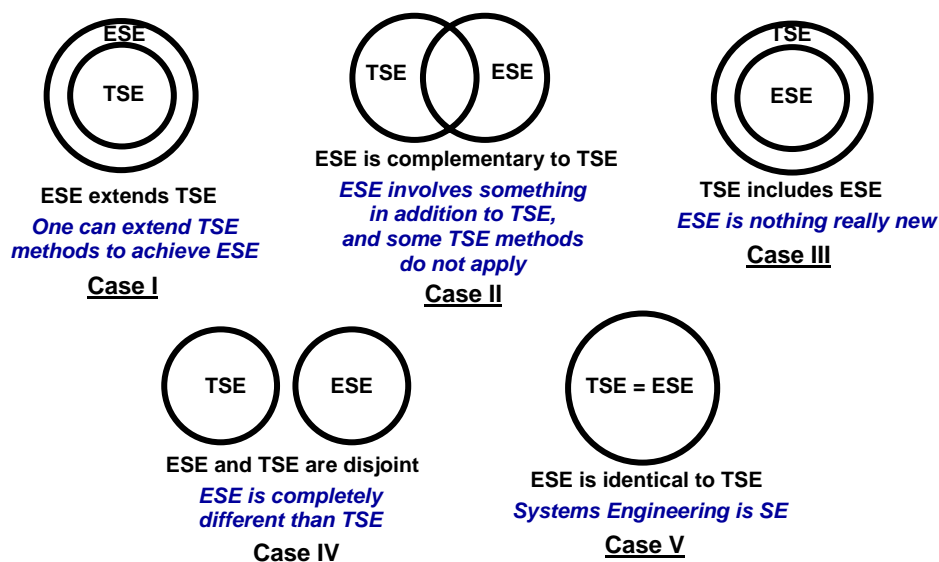 ESE
TSE
ESE extends TSE
One can extend TSE
methods to achieve ESE
Case I
TSE
ESE
ESE is complementary to TSE
ESE involves something
in addition to TSE,
and some TSE methods
do not apply
Case II
TSE
ESE
TSE includes ESE
ESE is nothing really new
Case III
TSE
ESE
ESE and TSE are disjoint
ESE is completely
different than TSE
Case IV
TSE = ESE
ESE is identical to TSE
Systems Engineering is SE
Case V